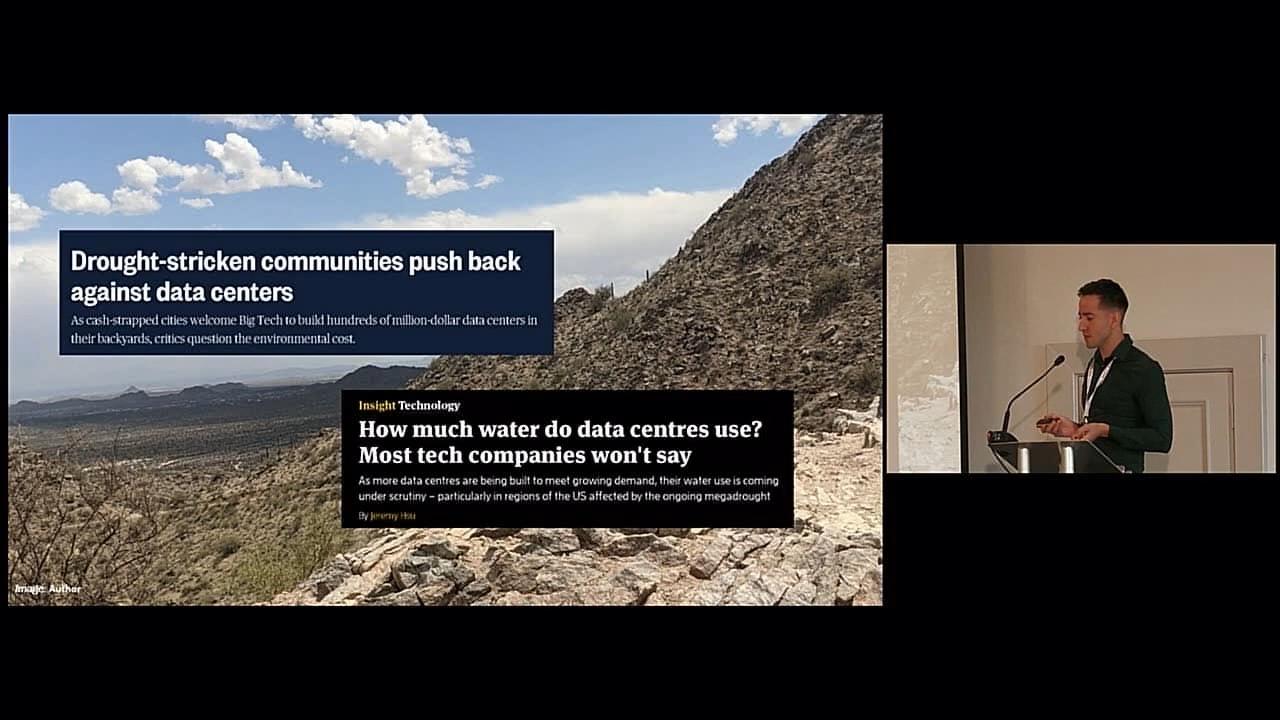 Drought-stricken communities push back
against data centers
As cash-strapped cities welcome Big Tech to build hundreds of million-dollar data centers in
their backyards, critics question the environmental cost.
Insight Technology
How much water do data centres use?
Most tech companies won't say
As more data centres are being built to meet growing demand, their water use is coming
under scrutiny – particularly in regions of the US affected by the ongoing megadrought
By Jeremy Hsu
Image: Author